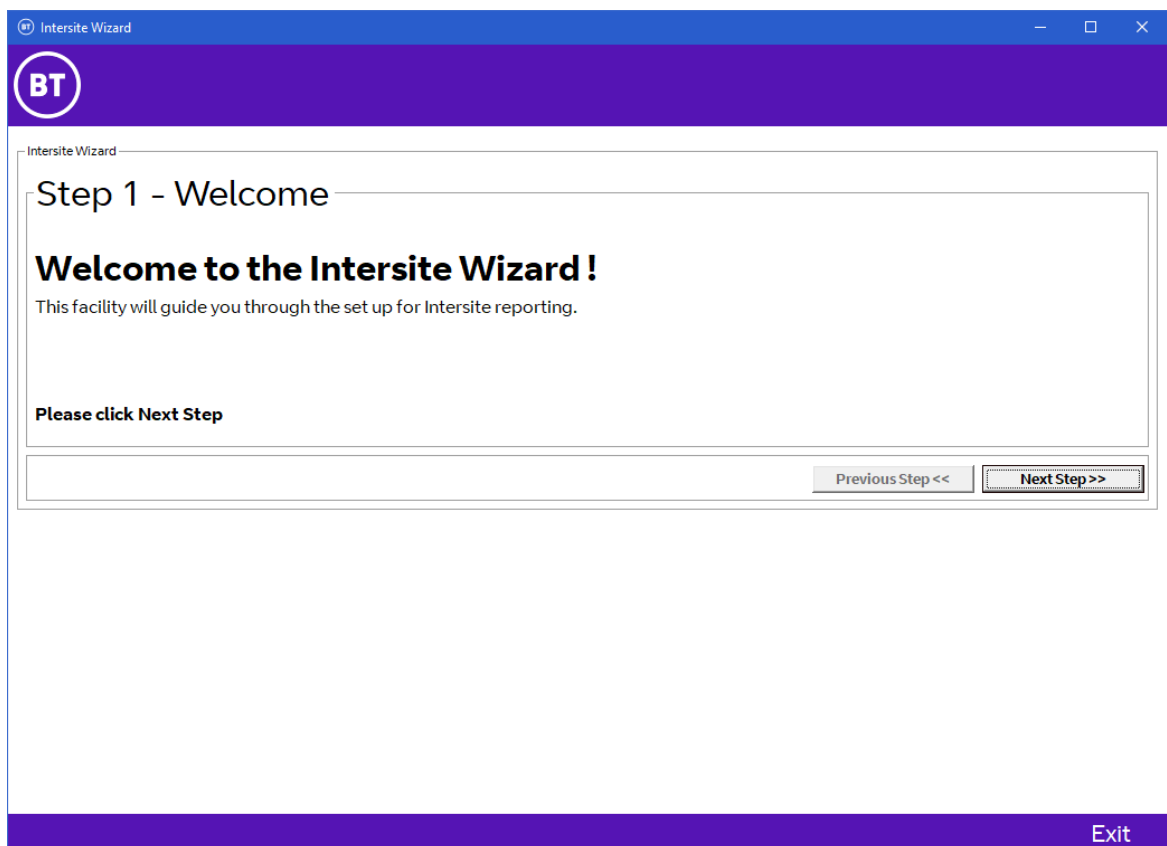 BT Intersite Wizard
BT
Intersite Wizard
Step 1 - Welcome
Welcome to the Intersite Wizard !
This facility will guide you through the set up for Intersite reporting.
Please click Next Step
Previous Step << Next Step >>
Exit